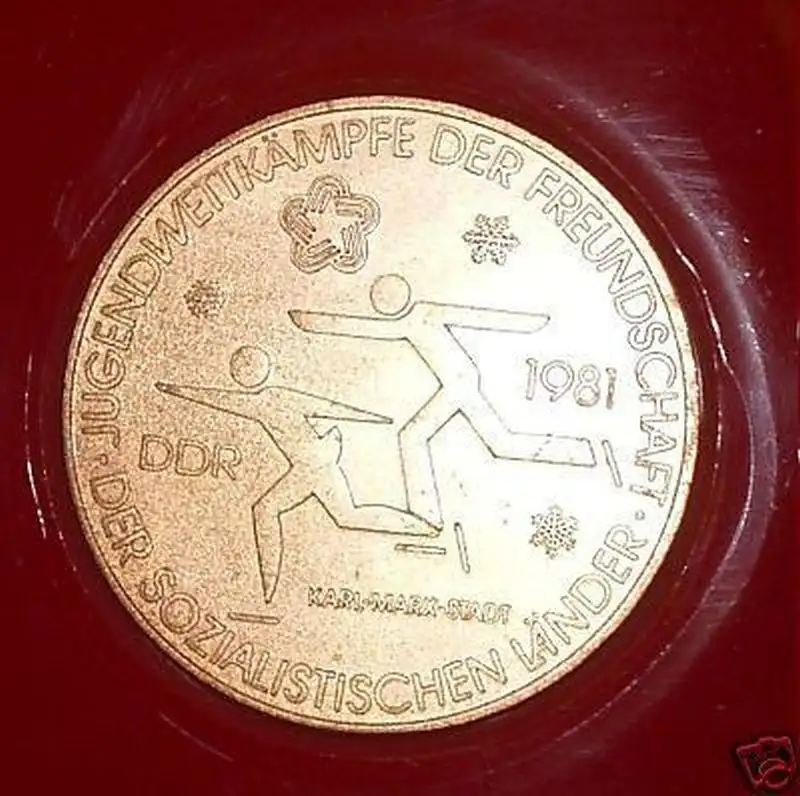 JUGENDWETTKÄMPFE DER FREUNDSCHAFT ·
DER SOZIALISTISCHEN LÄNDER ·
1981
DDR
KARL-MARX-STADT